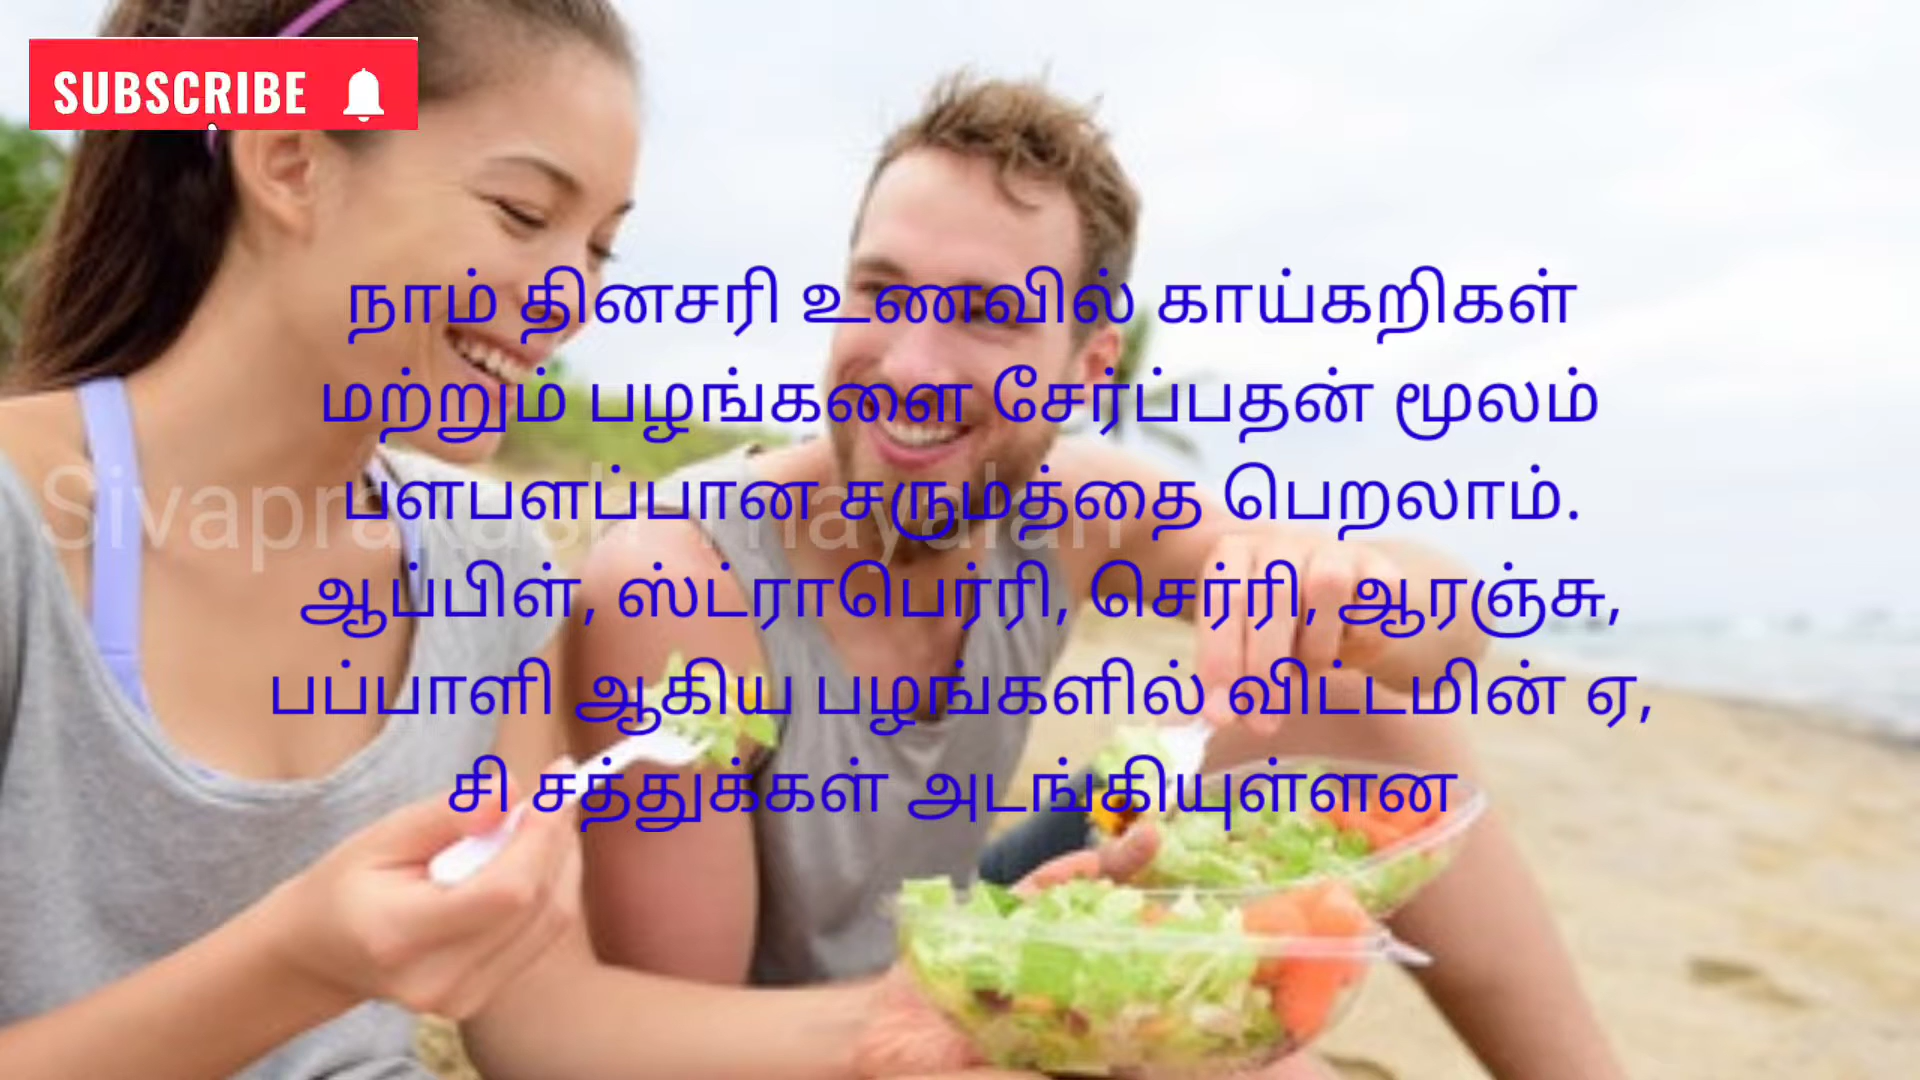 SUBSCRIBE
நாம் தினசரி உணவில் காய்கறிகள்
மற்றும் பழங்களை சேர்ப்பதன் மூலம்
பளபளப்பான சருமத்தை பெறலாம்.
ஆப்பிள், ஸ்ட்ராபெர்ரி, செர்ரி, ஆரஞ்சு,
பப்பாளி ஆகிய பழங்களில் விட்டமின் ஏ,
சி சத்துக்கள் அடங்கியுள்ளன